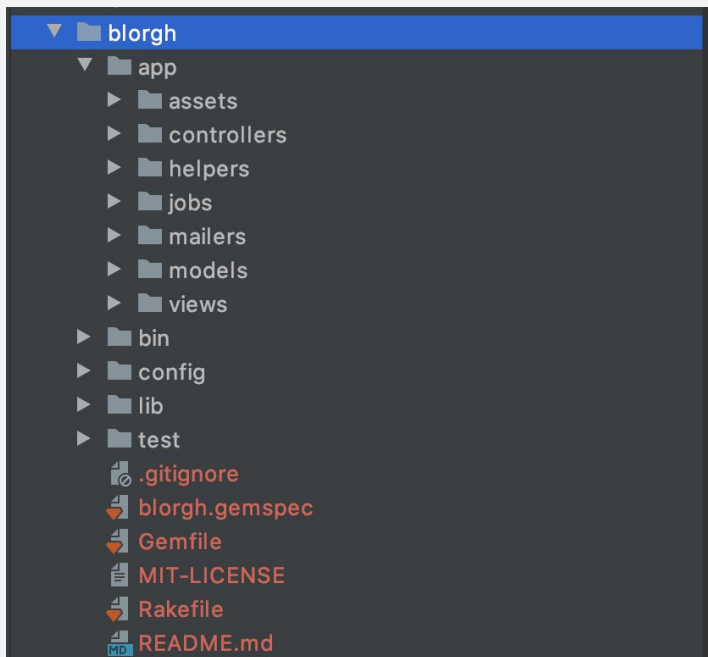 blorgh
app
assets
controllers
helpers
jobs
mailers
models
views
bin
config
lib
test
.gitignore
blorgh.gemspec
Gemfile
MIT-LICENSE
Rakefile
MD README.md